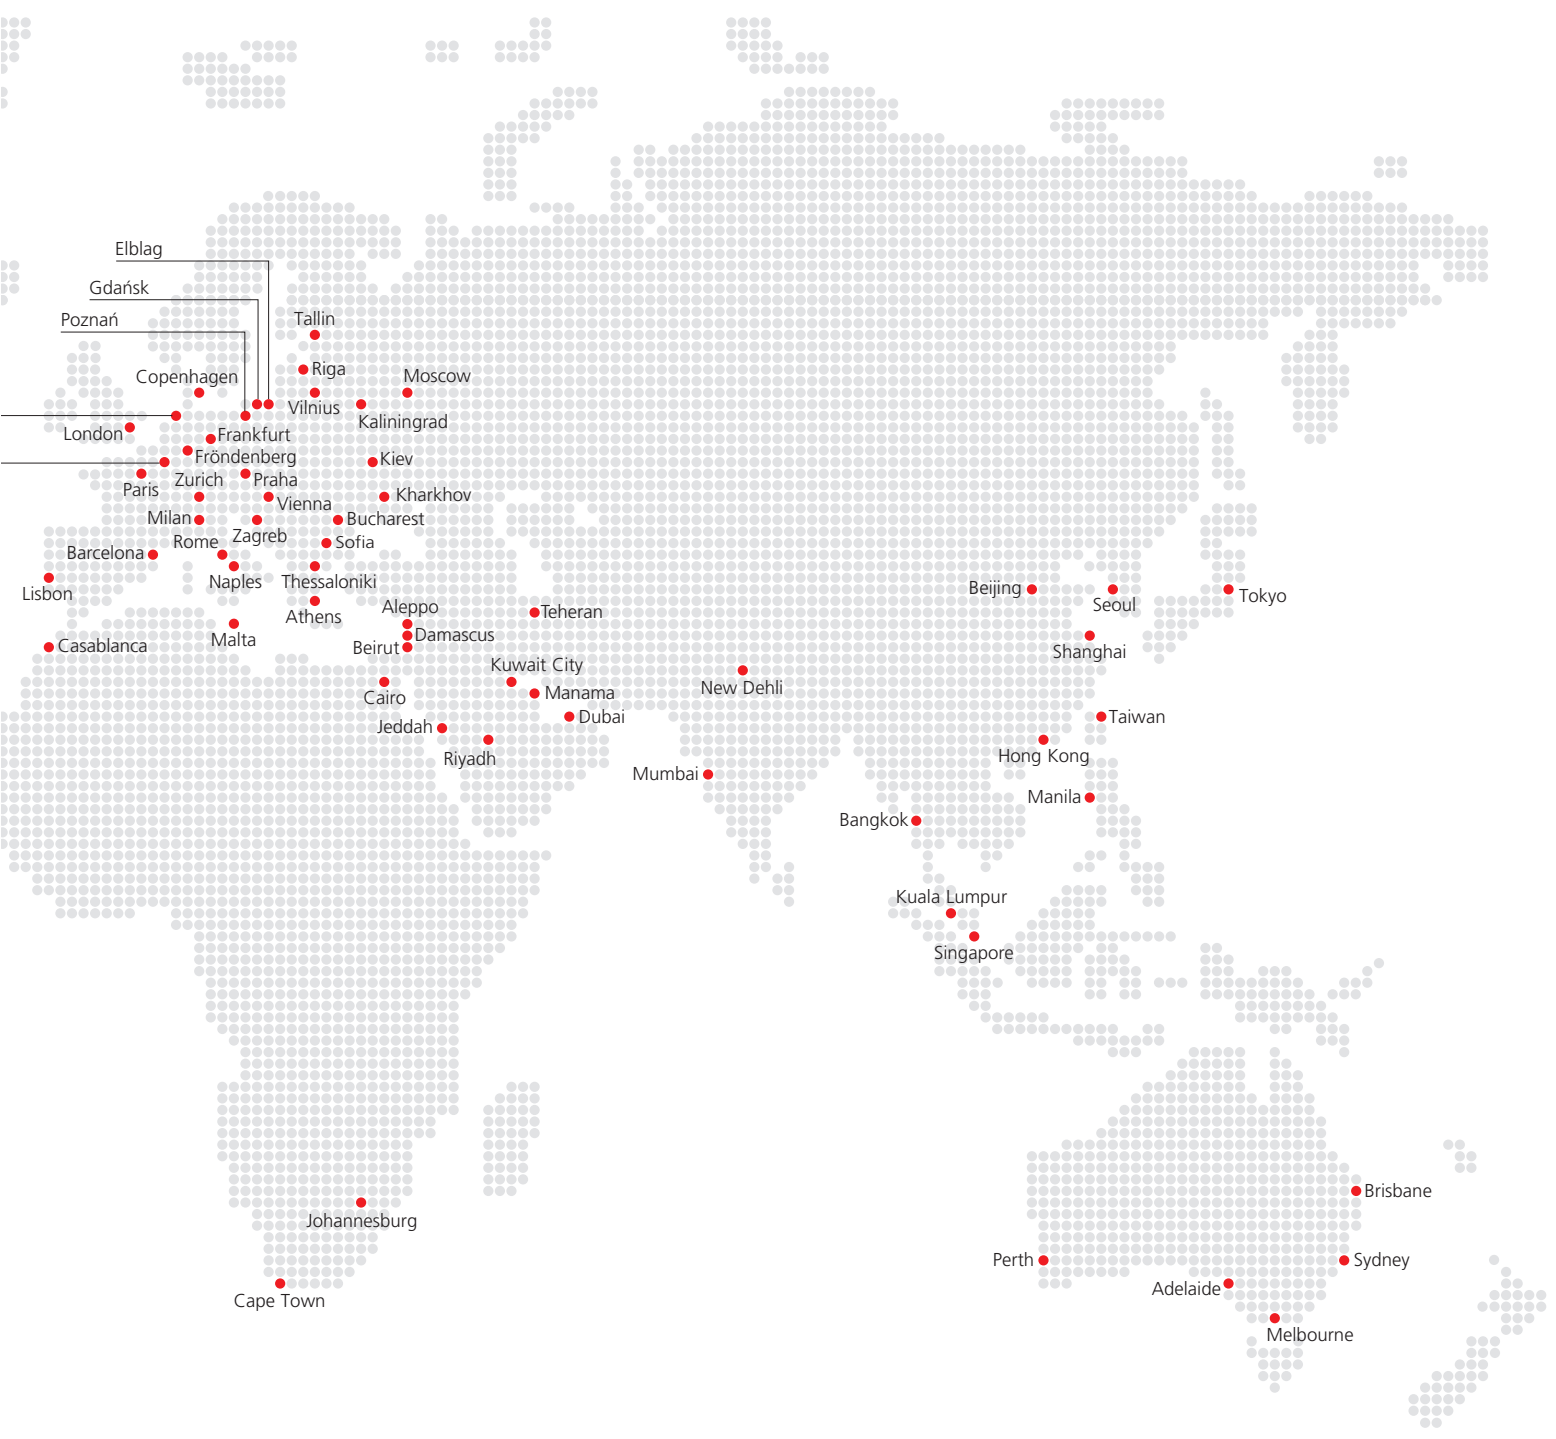 Elblag
Gdańsk
Poznań
Tallin
Riga
Copenhagen
Moscow
Vilnius
Kaliningrad
London
Frankfurt
Fröndenberg
Kiev
Zurich
Praha
Paris
Kharkhov
Vienna
Milan
Bucharest
Zagreb
Rome
Sofia
Barcelona
Naples
Thessaloniki
Lisbon
Beijing
Seoul
Tokyo
Aleppo
Athens
Teheran
Malta
Damascus
Casablanca
Beirut
Shanghai
Kuwait City
New Dehli
Manama
Cairo
Dubai
Taiwan
Jeddah
Riyadh
Hong Kong
Mumbai
Manila
Bangkok
Kuala Lumpur
Singapore
Brisbane
Johannesburg
Perth
Sydney
Adelaide
Cape Town
Melbourne